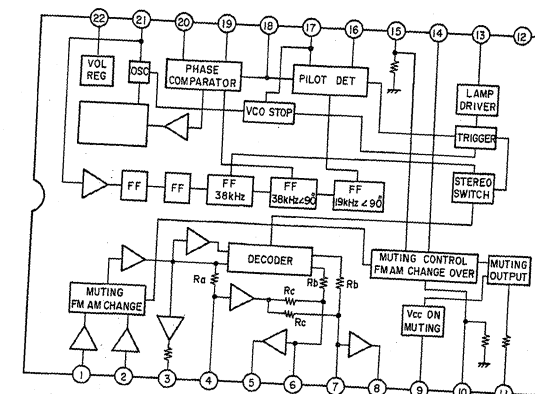 22 21 20 19 18 17 16 15 14 13 12
VOL
REG
OSC
PHASE
COMPARATOR
PILOT DET
LAMP
DRIVER
VCO STOP
TRIGGER
FF
FF
FF
38kHz
FF
38kHz∠90°
FF
19kHz∠90°
STEREO
SWITCH
DECODER
Ra
Rb
Rb
Rc
Rc
MUTING
FM AM CHANGE
MUTING CONTROL
FM AM CHANGE OVER
MUTING
OUTPUT
Vcc ON
MUTING
1 2 3 4 5 6 7 8 9 10 11